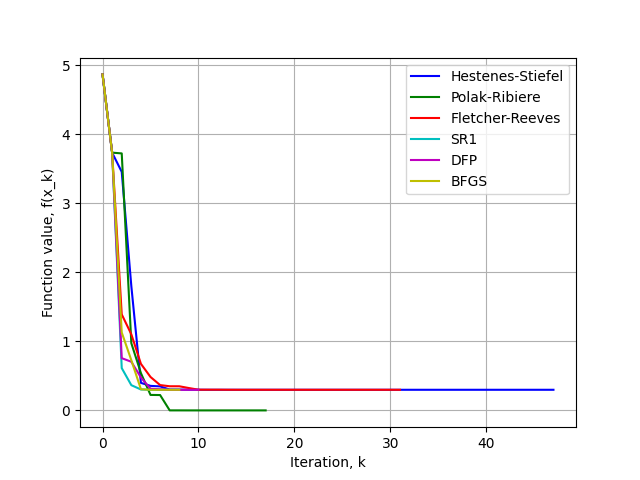 5
4
3
2
1
0
Function value, f(x_k)
Hestenes-Stiefel
Polak-Ribiere
Fletcher-Reeves
SR1
DFP
BFGS
0 10 20 30 40
Iteration, k